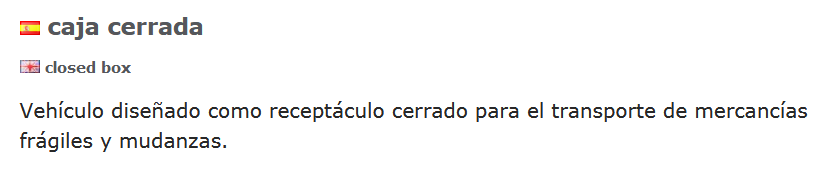 caja cerrada
closed box
Vehículo diseñado como receptáculo cerrado para el transporte de mercancías
frágiles y mudanzas.